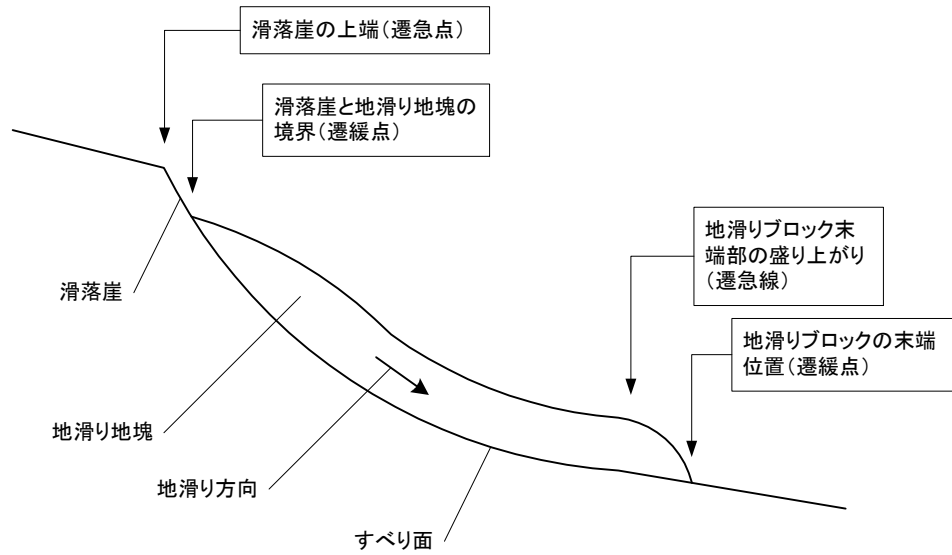 滑落崖の上端（遷急点）
滑落崖と地滑り地塊の
境界（遷緩点）
地滑りブロック末
端部の盛り上がり
（遷急線）
滑落崖
地滑りブロックの末端
位置（遷緩点）
地滑り地塊
地滑り方向
すべり面